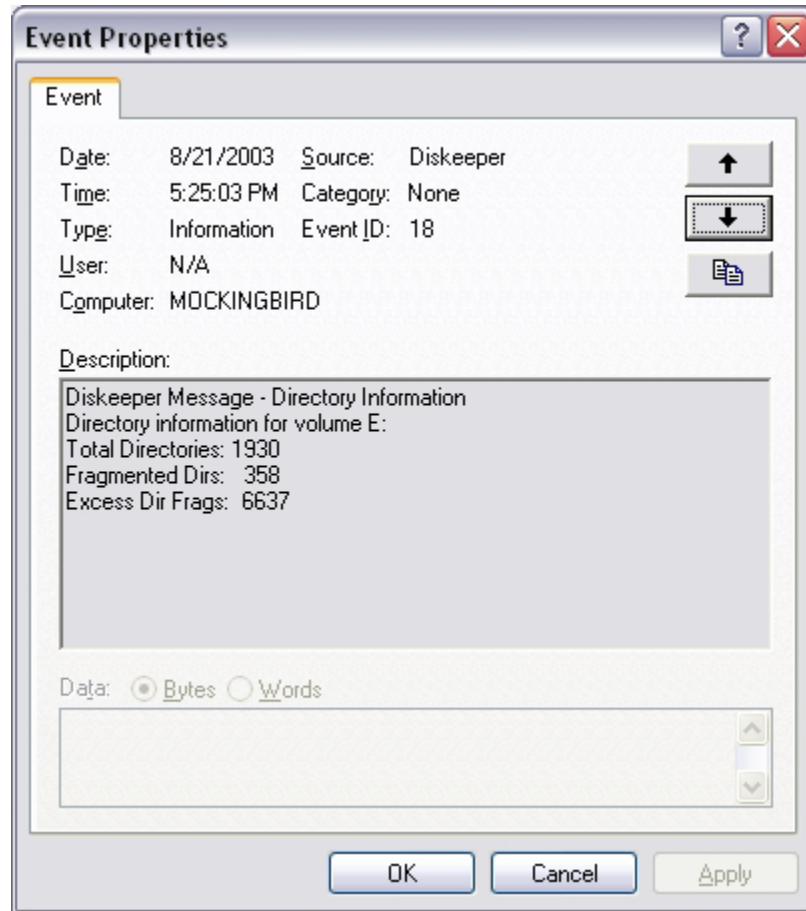 Event Properties
Event
Date: 8/21/2003 Source: Diskeeper
Time: 5:25:03 PM Category: None
Type: Information Event ID: 18
User: N/A
Computer: MOCKINGBIRD
Description:
Diskeeper Message - Directory Information
Directory information for volume E:
Total Directories: 1930
Fragmented Dirs: 358
Excess Dir Frags: 6637
Data: Bytes Words
OK Cancel Apply